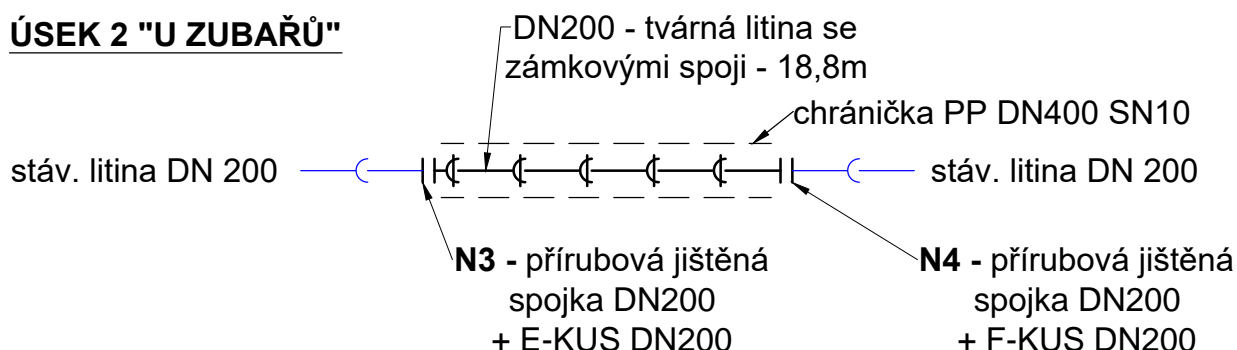 ÚSEK 2 "U ZUBAŘŮ"
DN200 - tvárná litina se
zámkovými spoji - 18,8m
chránička PP DN400 SN10
stáv. litina DN 200
stáv. litina DN 200
N3 - přírubová jištěná
spojka DN200
+ E-KUS DN200
N4 - přírubová jištěná
spojka DN200
+ F-KUS DN200